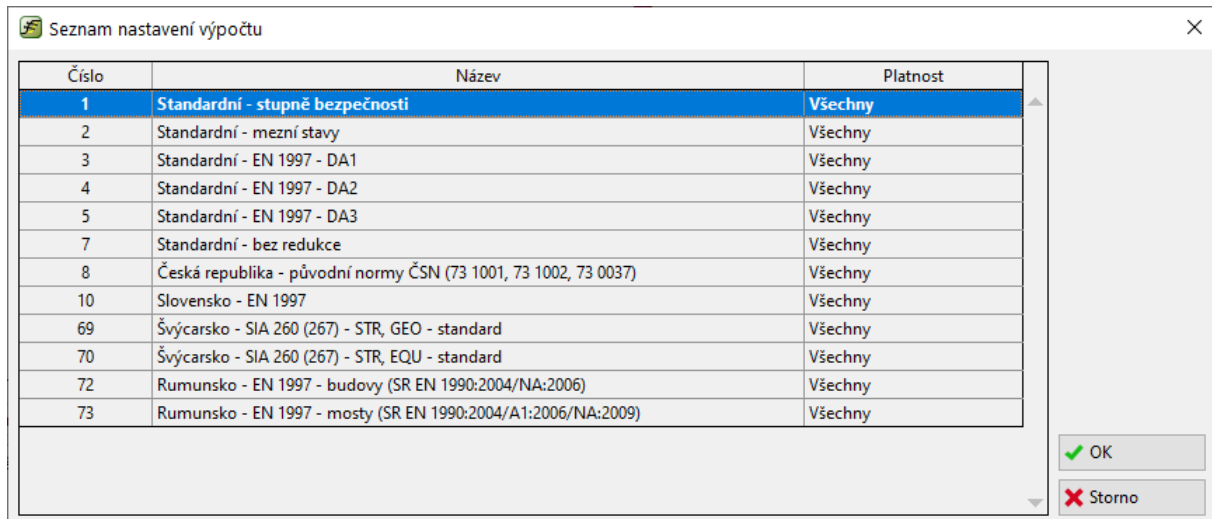 Seznam nastavení výpočtu
Číslo Název Platnost
1 Standardní - stupně bezpečnosti Všechny
2 Standardní - mezní stavy Všechny
3 Standardní - EN 1997 - DA1 Všechny
4 Standardní - EN 1997 - DA2 Všechny
5 Standardní - EN 1997 - DA3 Všechny
7 Standardní - bez redukce Všechny
8 Česká republika - původní normy ČSN (73 1001, 73 1002, 73 0037) Všechny
10 Slovensko - EN 1997 Všechny
69 Švýcarsko - SIA 260 (267) - STR, GEO - standard Všechny
70 Švýcarsko - SIA 260 (267) - STR, EQU - standard Všechny
72 Rumunsko - EN 1997 - budovy (SR EN 1990:2004/NA:2006) Všechny
73 Rumunsko - EN 1997 - mosty (SR EN 1990:2004/A1:2006/NA:2009) Všechny
OK
Storno